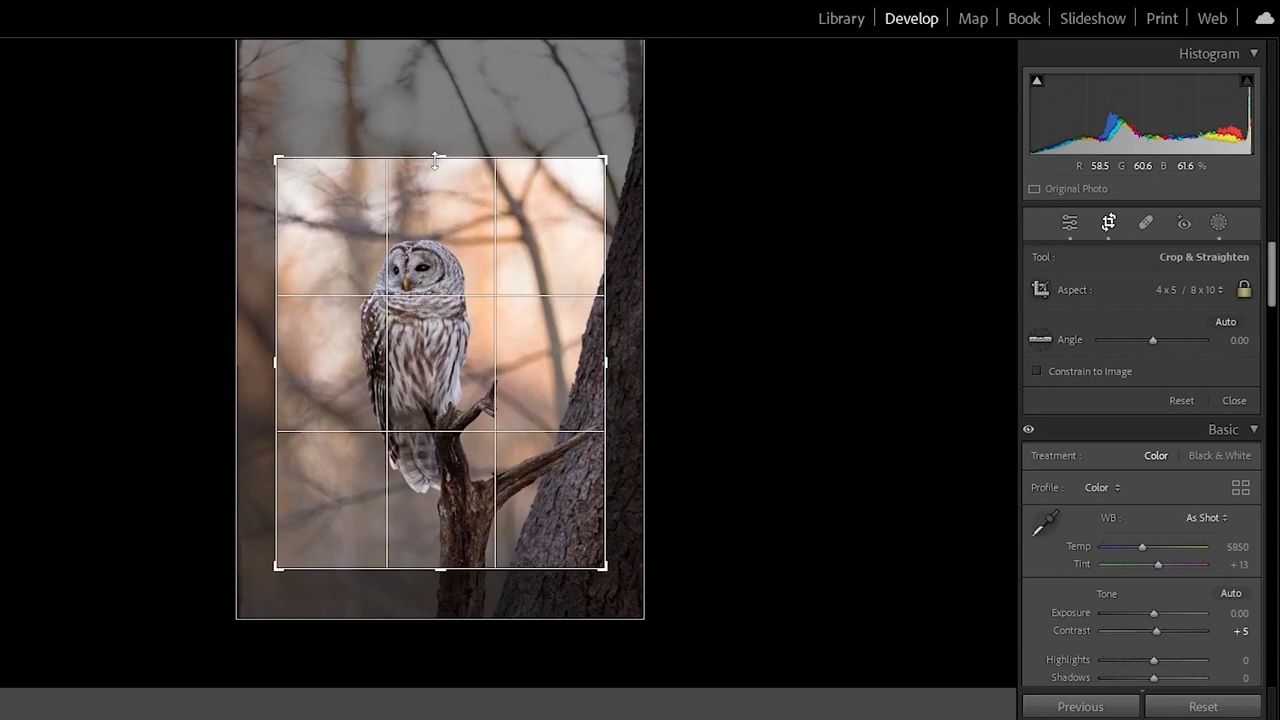 Library | Develop | Map | Book | Slideshow | Print | Web |
Histogram
R 58.5 G 60.6 B 61.6 %
Original Photo
Tool : Crop & Straighten
Aspect : 4 x 5 / 8 x 10
Auto
Angle 0.00
Constrain to Image
Reset Close
Basic
Treatment : Color Black & White
Profile : Color
WB : As Shot
Temp 5850
Tint + 13
Tone Auto
Exposure 0.00
Contrast + 5
Highlights 0
Shadows 0
Previous Reset